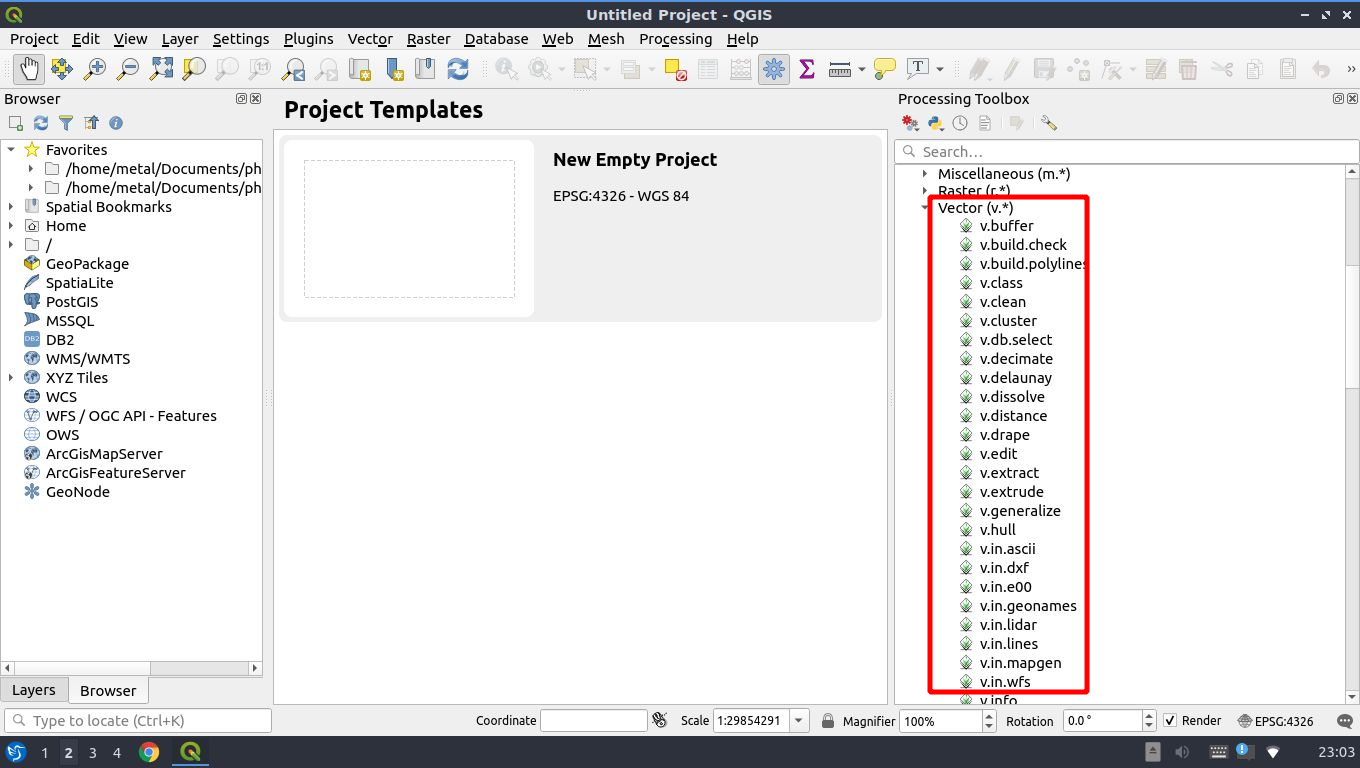 Untitled Project - QGIS
Project Edit View Layer Settings Plugins Vector Raster Database Web Mesh Processing Help
Browser
Favorites
/home/metal/Documents/ph
/home/metal/Documents/ph
Spatial Bookmarks
Home
/
GeoPackage
SpatiaLite
PostGIS
MSSQL
DB2
WMS/WMTS
XYZ Tiles
WCS
WFS / OGC API - Features
OWS
ArcGisMapServer
ArcGisFeatureServer
GeoNode
Layers Browser
Project Templates
New Empty Project
EPSG:4326 - WGS 84
Processing Toolbox
Search...
Miscellaneous (m.*)
Raster (r.*)
Vector (v.*)
v.buffer
v.build.check
v.build.polylines
v.class
v.clean
v.cluster
v.db.select
v.decimate
v.delaunay
v.dissolve
v.distance
v.drape
v.edit
v.extract
v.extrude
v.generalize
v.hull
v.in.ascii
v.in.dxf
v.in.e00
v.in.geonames
v.in.lidar
v.in.lines
v.in.mapgen
v.in.wfs
v.info
Type to locate (Ctrl+K) Coordinate Scale 1:29854291 Magnifier 100% Rotation 0.0 ° Render EPSG:4326
1 2 3 4 23:03